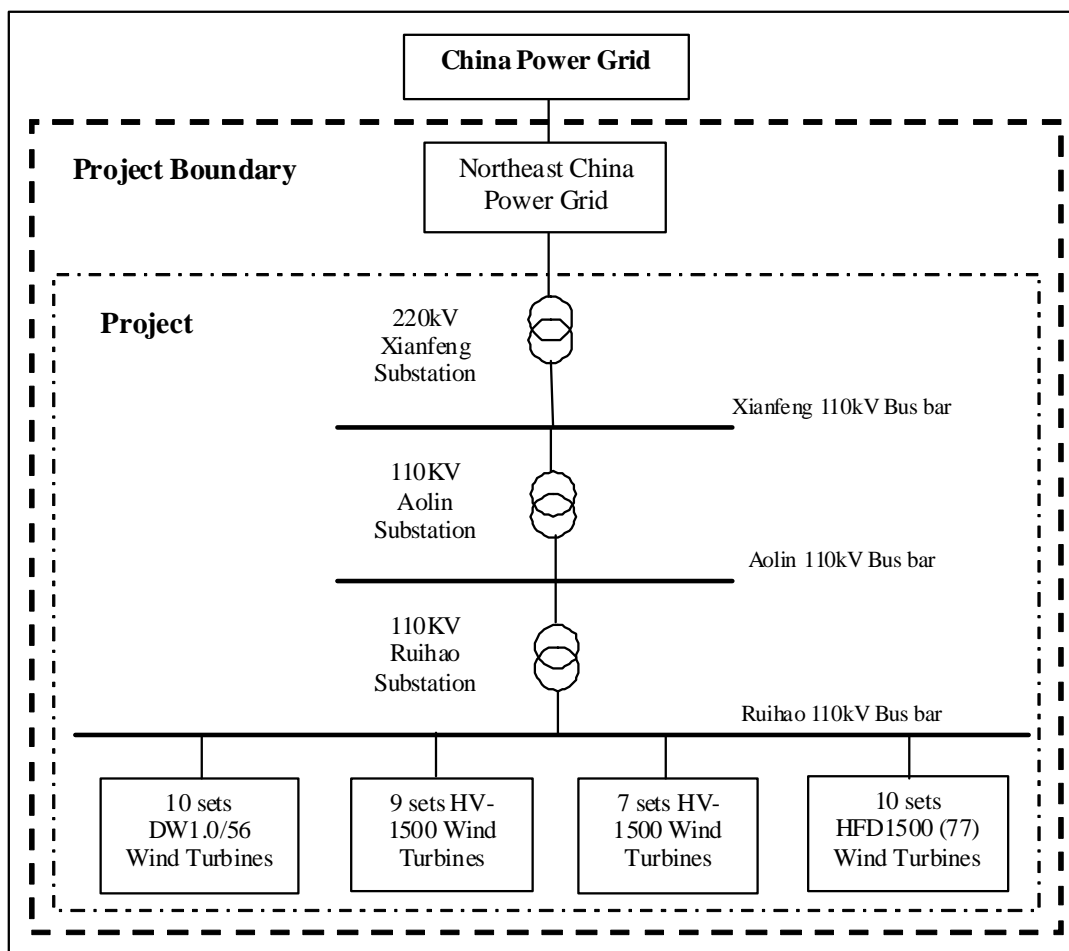 China Power Grid
Project Boundary
Northeast China
Power Grid
Project
220kV
Xianfeng
Substation
Xianfeng 110kV Bus bar
110KV
Aolin
Substation
Aolin 110kV Bus bar
110KV
Ruihao
Substation
Ruihao 110kV Bus bar
10 sets
DW1.0/56
Wind Turbines
9 sets HV-
1500 Wind
Turbines
7 sets HV-
1500 Wind
Turbines
10 sets
HFD1500 (77)
Wind Turbines